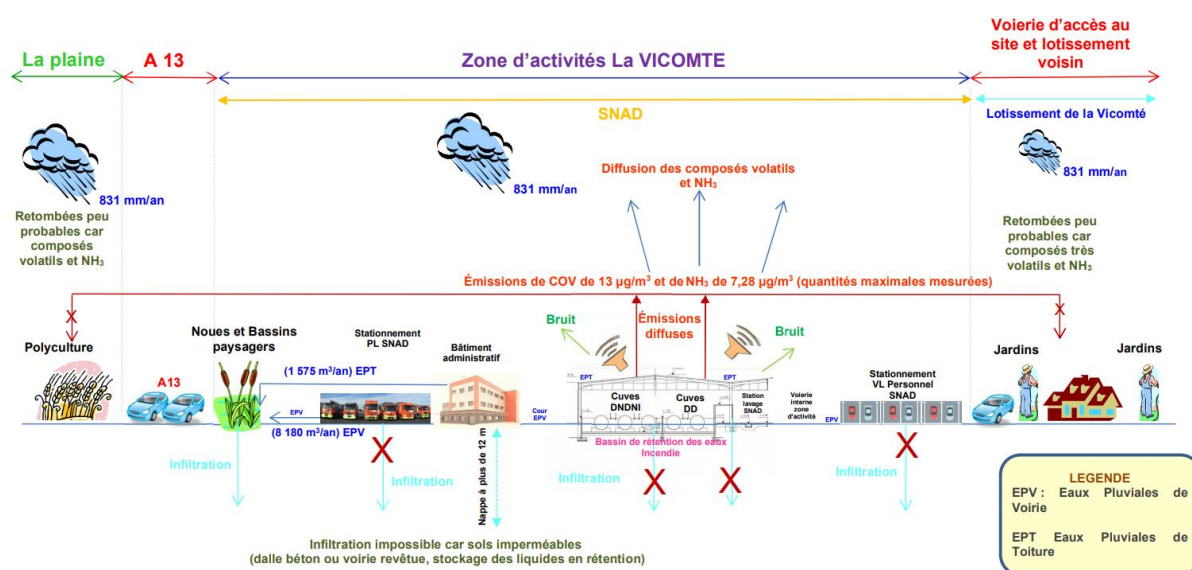 La plaine
A 13
Zone d'activités La VICOMTE
Voierie d'accès au
site et lotissement
voisin
SNAD
Lotissement de la Vicomté
831 mm/an
831 mm/an
831 mm/an
Diffusion des composés volatils
et NH₃
Retombées peu
probables car
composés
volatils et NH₃
Retombées peu
probables car
composés très
volatils et NH₃
Émissions de COV de 13 µg/m³ et de NH₃ de 7,28 µg/m³ (quantités maximales mesurées)
X
X
Polyculture
A13
Noues et Bassins
paysagers
Stationnement
PL SNAD
Bâtiment
administratif
Bruit
Émissions
diffuses
Bruit
Stationnement
VL Personnel
SNAD
Jardins
Jardins
(1 575 m³/an) EPT
EPV
(8 180 m³/an) EPV
Cour
EPV
EPT
EPT
Cuves
DNDNI
Cuves
DD
Station
lavage
SNAD
Voierie
interne
zone
d'activité
EPV
Bassin de rétention des eaux
Incendie
Infiltration
X
Infiltration
Nappe à plus de 12 m
Infiltration
X
X
Infiltration
X
Infiltration impossible car sols imperméables
(dalle béton ou voirie revêtue, stockage des liquides en rétention)
LEGENDE
EPV : Eaux Pluviales de
Voirie
EPT Eaux Pluviales de
Toiture